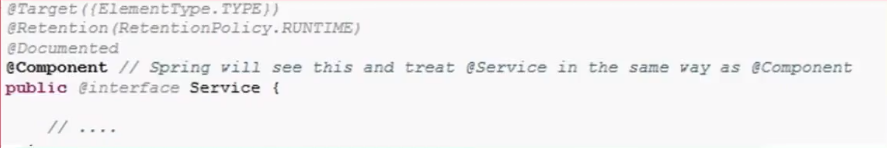 @Target({ElementType.TYPE})
@Retention(RetentionPolicy.RUNTIME)
@Documented
@Component // Spring will see this and treat @Service in the same way as @Component
public @interface Service {
// ....